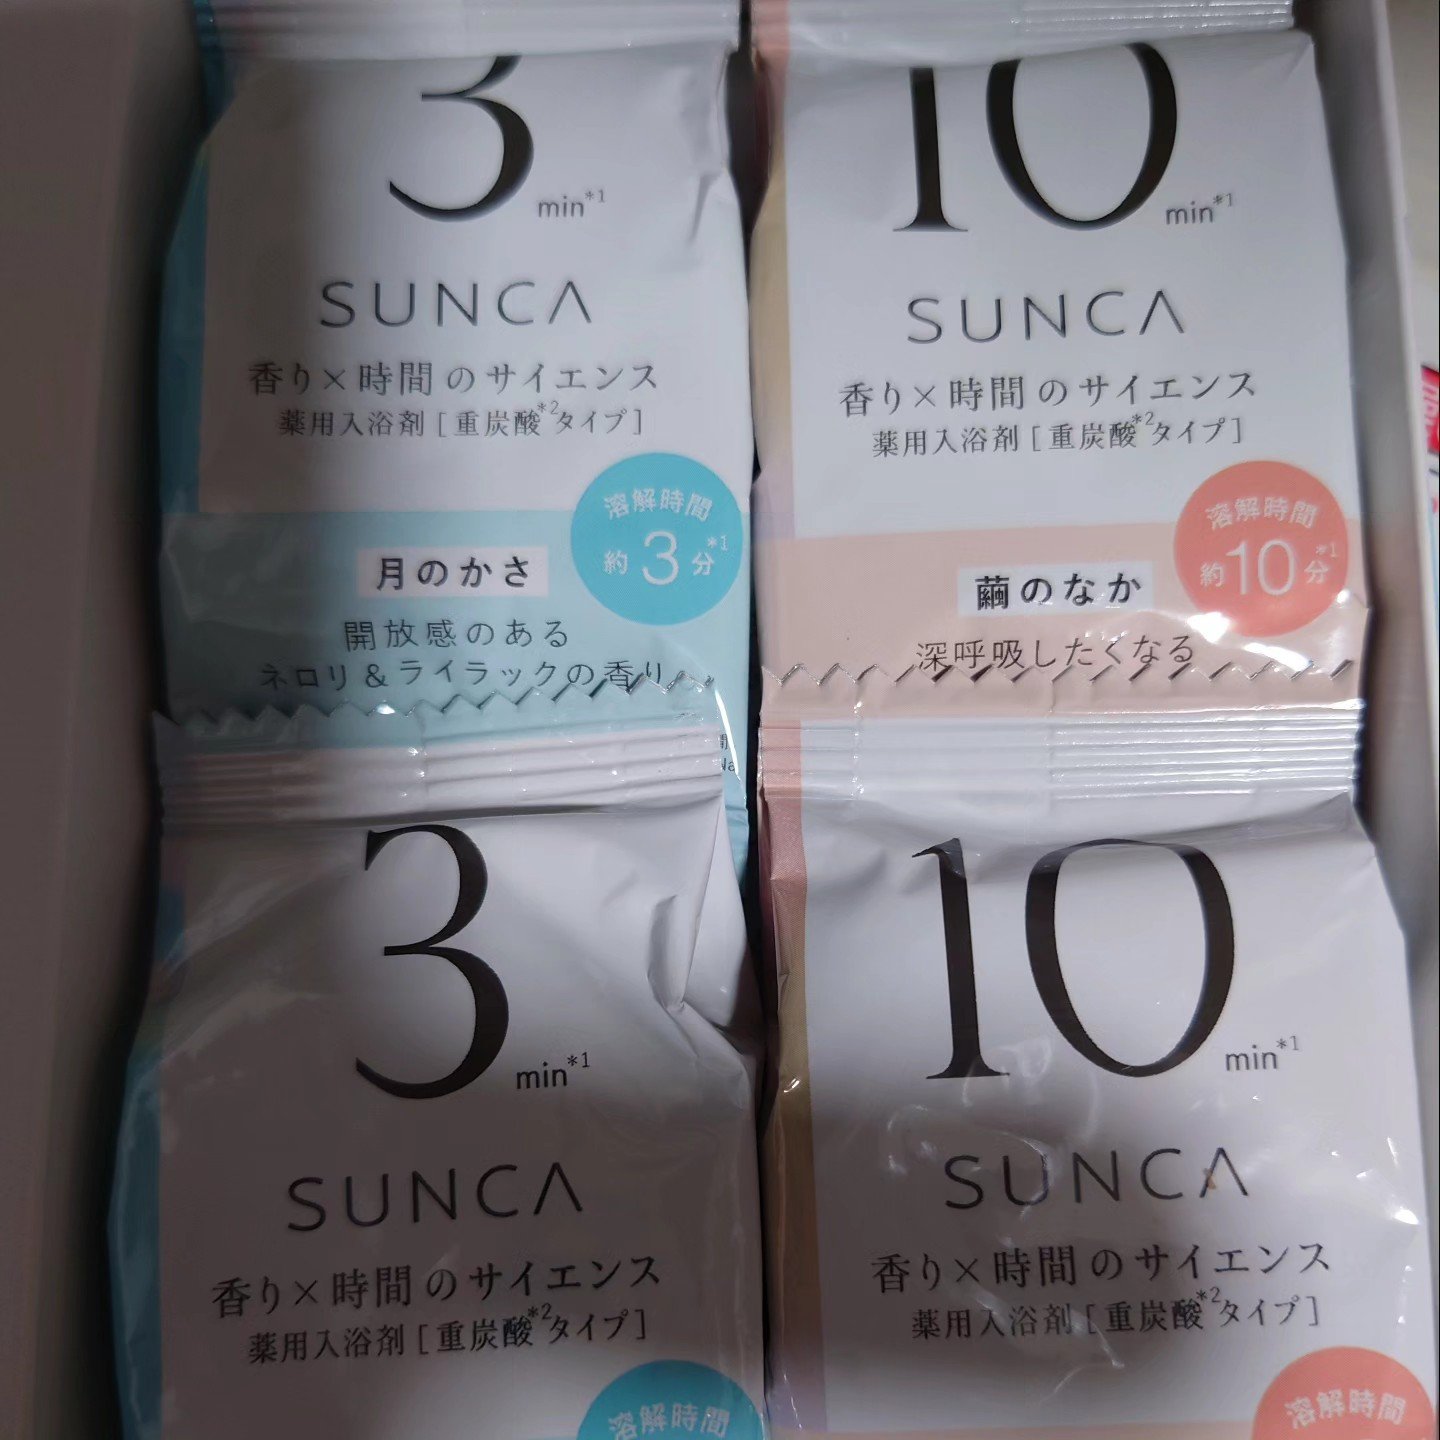 3
min*1
SUNCA
香り×時間のサイエンス
薬用入浴剤［重炭酸*2タイプ］
溶解時間
約3分*1
月のかさ
開放感のある
ネロリ＆ライラックの香り
10
min*1
SUNCA
香り×時間のサイエンス
薬用入浴剤［重炭酸*2タイプ］
溶解時間
約10分*1
繭のなか
深呼吸したくなる
3
min*1
SUNCA
香り×時間のサイエンス
薬用入浴剤［重炭酸*2タイプ］
溶解時間
10
min*1
SUNCA
香り×時間のサイエンス
薬用入浴剤［重炭酸*2タイプ］
溶解時間